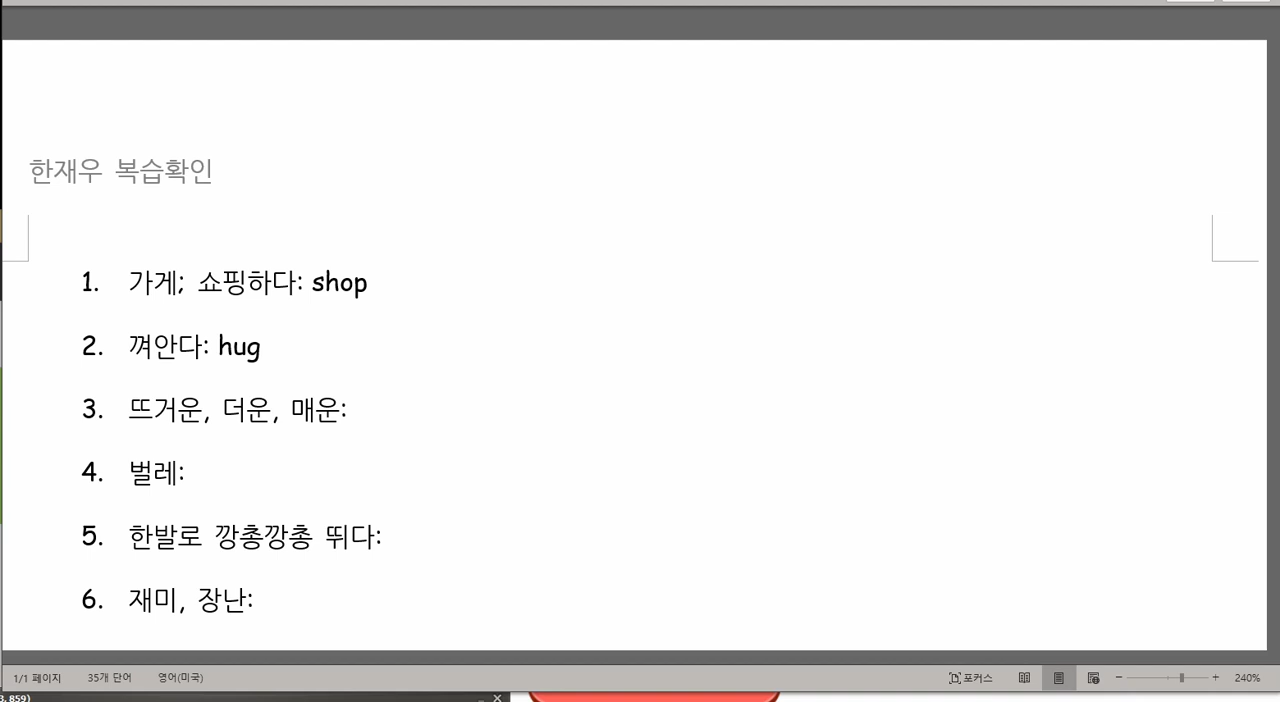 한재우 복습확인
1. 가게; 쇼핑하다: shop
2. 껴안다: hug
3. 뜨거운, 더운, 매운:
4. 벌레:
5. 한발로 깡총깡총 뛰다:
6. 재미, 장난:
1/1 페이지 35개 단어 영어(미국) 포커스 240%
3, 859)